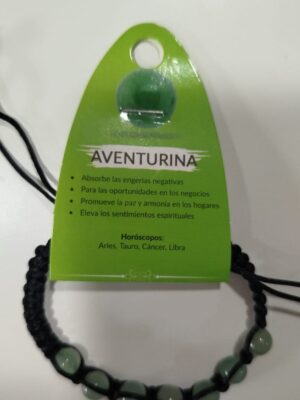 AVENTURINA
• Absorbe las engerias negativas
• Para las oportunidades en los negocios
• Promueve la paz y armonia en los hogares
• Eleva los sentimientos espirituales
Horóscopos:
Aries, Tauro, Cáncer, Libra